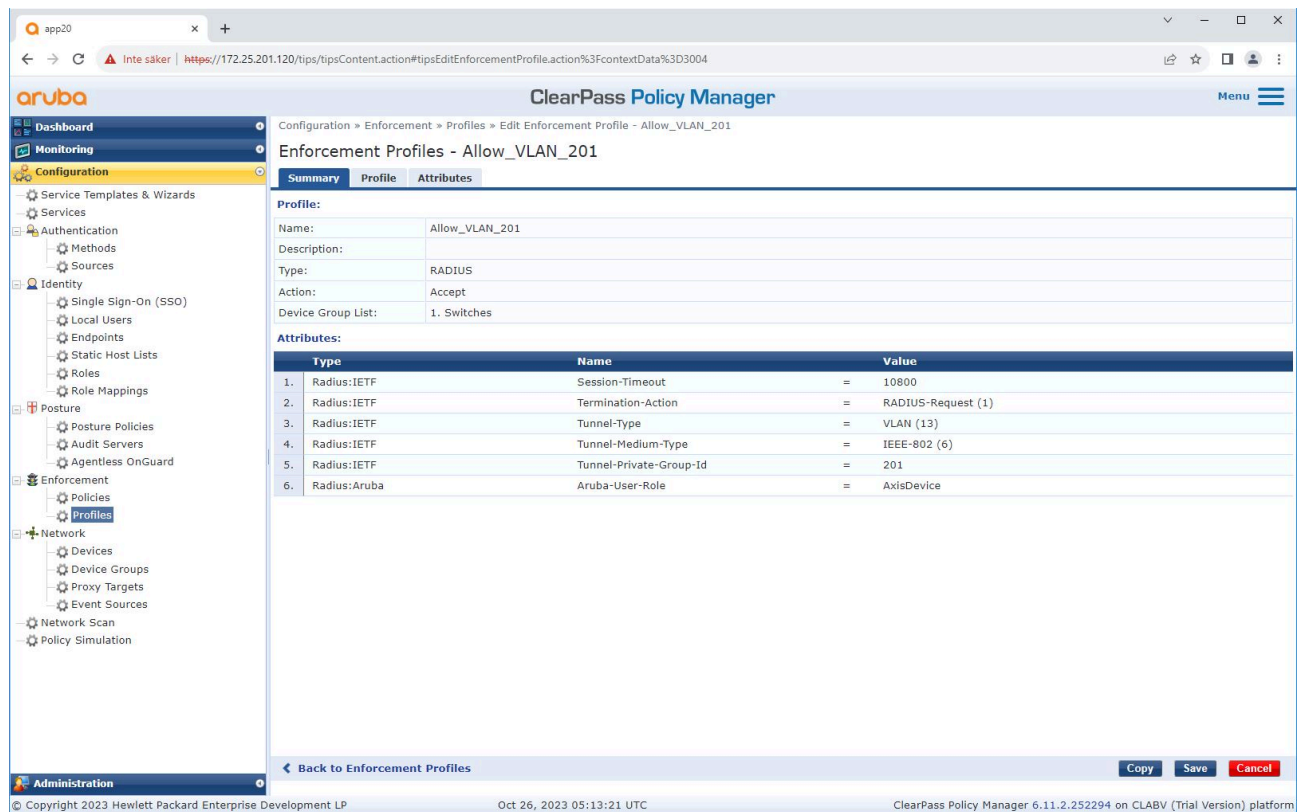 app20
Inte säker | https://172.25.201.120/tips/tipsContent.action#tipsEditEnforcementProfile.action%3FcontextData%3D3004
aruba
ClearPass Policy Manager
Menu
Dashboard
Monitoring
Configuration
Service Templates & Wizards
Services
Authentication
Methods
Sources
Identity
Single Sign-On (SSO)
Local Users
Endpoints
Static Host Lists
Roles
Role Mappings
Posture
Posture Policies
Audit Servers
Agentless OnGuard
Enforcement
Policies
Profiles
Network
Devices
Device Groups
Proxy Targets
Event Sources
Network Scan
Policy Simulation
Administration
Configuration » Enforcement » Profiles » Edit Enforcement Profile - Allow_VLAN_201
Enforcement Profiles - Allow_VLAN_201
Summary Profile Attributes
Profile:
Name: Allow_VLAN_201
Description:
Type: RADIUS
Action: Accept
Device Group List: 1. Switches
Attributes:
Type Name Value
1. Radius:IETF Session-Timeout = 10800
2. Radius:IETF Termination-Action = RADIUS-Request (1)
3. Radius:IETF Tunnel-Type = VLAN (13)
4. Radius:IETF Tunnel-Medium-Type = IEEE-802 (6)
5. Radius:IETF Tunnel-Private-Group-Id = 201
6. Radius:Aruba Aruba-User-Role = AxisDevice
Back to Enforcement Profiles
Copy Save Cancel
© Copyright 2023 Hewlett Packard Enterprise Development LP Oct 26, 2023 05:13:21 UTC ClearPass Policy Manager 6.11.2.252294 on CLABV (Trial Version) platform